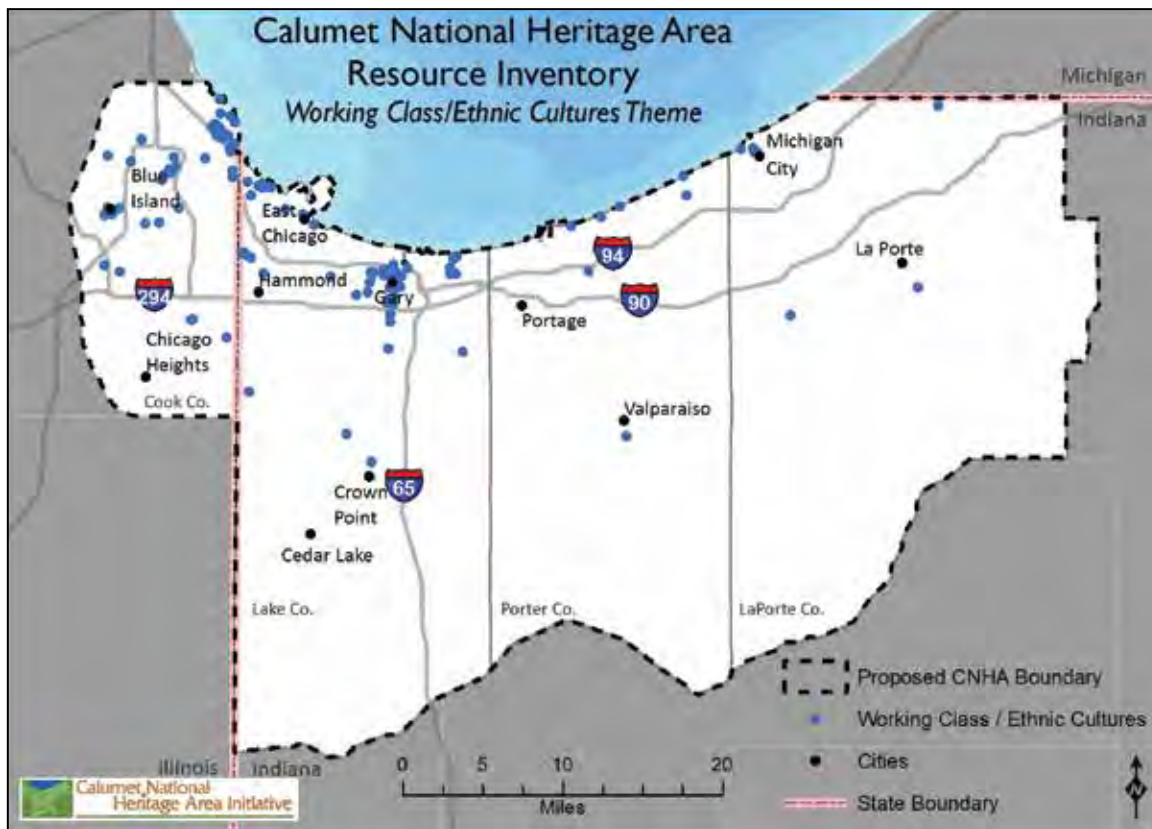 Calumet National Heritage Area
Resource Inventory
Working Class/Ethnic Cultures Theme
Michigan
Indiana
Michigan
City
Blue
Island
East
Chicago
La Porte
94
Hammond
294
Gary
90
Portage
Chicago
Heights
Cook Co.
Valparaiso
65
Crown
Point
Cedar Lake
Lake Co.
Porter Co.
LaPorte Co.
Proposed CNHA Boundary
Working Class / Ethnic Cultures
Cities
State Boundary
Illinois
Indiana
0 5 10 20
Miles
N
Calumet National
Heritage Area Initiative